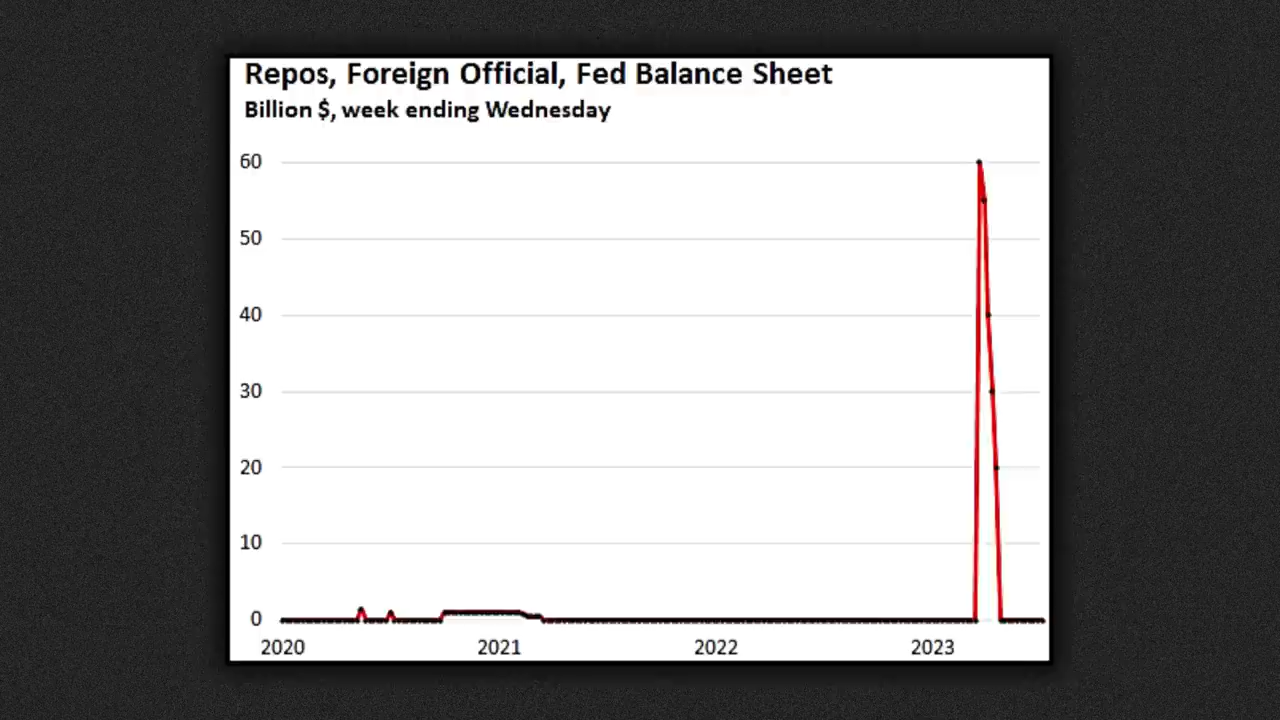 Repos, Foreign Official, Fed Balance Sheet
Billion $, week ending Wednesday
60
50
40
30
20
10
0
2020 2021 2022 2023